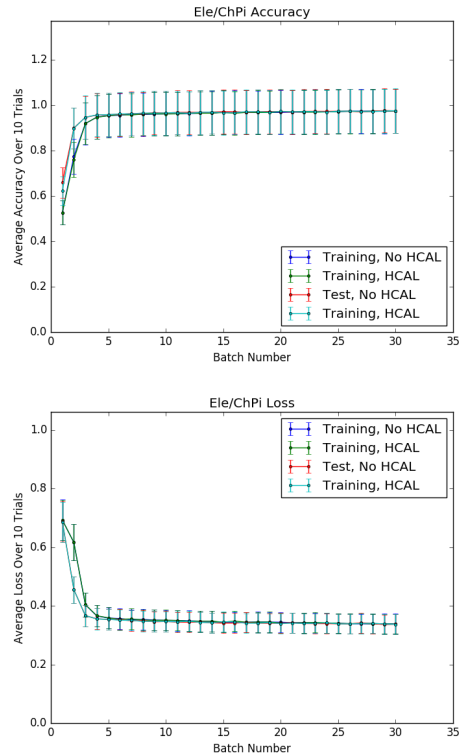 Ele/ChPi Accuracy
1.2
1.0
0.8
0.6
0.4
0.2
0.0
Average Accuracy Over 10 Trials
Training, No HCAL
Training, HCAL
Test, No HCAL
Training, HCAL
0 5 10 15 20 25 30 35
Batch Number
Ele/ChPi Loss
1.0
0.8
0.6
0.4
0.2
0.0
Average Loss Over 10 Trials
Training, No HCAL
Training, HCAL
Test, No HCAL
Training, HCAL
0 5 10 15 20 25 30 35
Batch Number